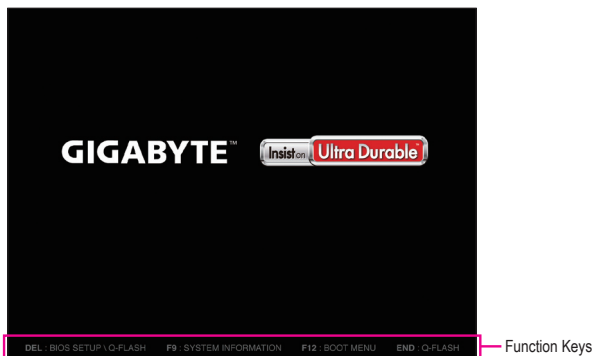 GIGABYTE™ Insist on Ultra Durable™
DEL : BIOS SETUP \ Q-FLASH F9 : SYSTEM INFORMATION F12 : BOOT MENU END : Q-FLASH
Function Keys